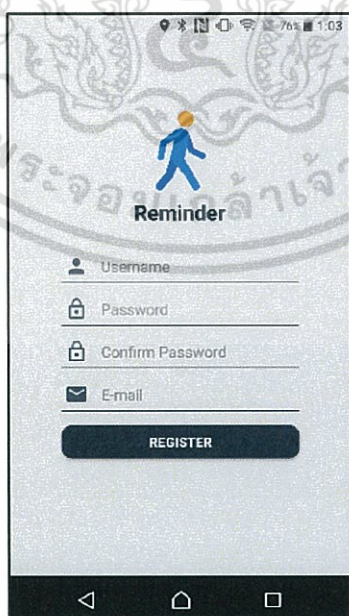 76% 1:03
Reminder
Username
Password
Confirm Password
E-mail
REGISTER